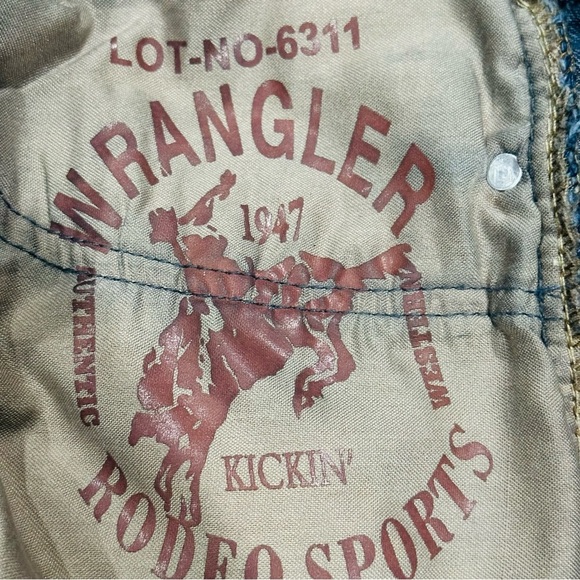 LOT-NO-6311
WRANGLER
1947
AUTHENTIC
WESTERN
KICKIN'
RODEO SPORTS